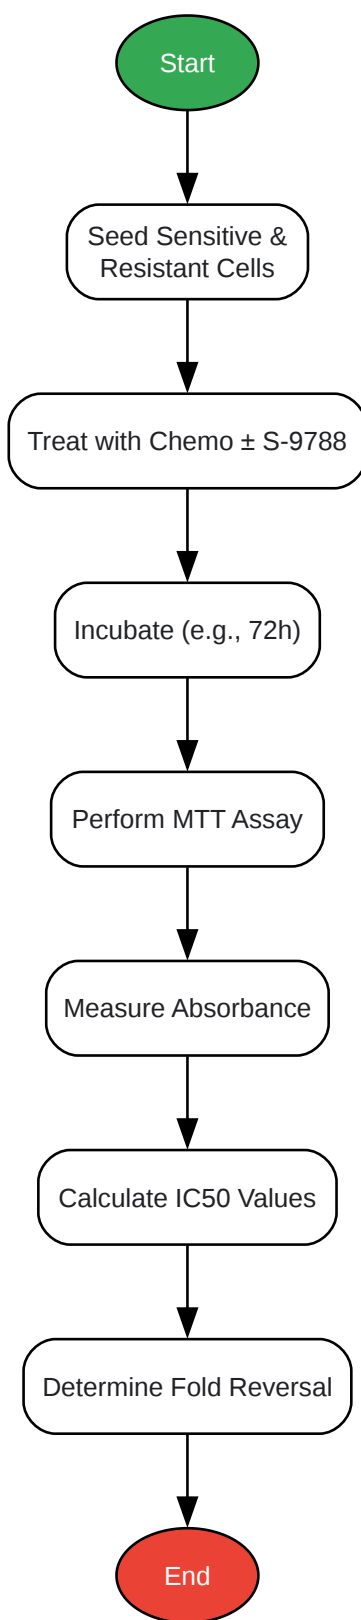 Start
Seed Sensitive &
Resistant Cells
Treat with Chemo ± S-9788
Incubate (e.g., 72h)
Perform MTT Assay
Measure Absorbance
Calculate IC50 Values
Determine Fold Reversal
End